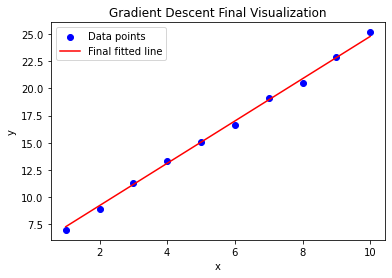 Gradient Descent Final Visualization
Data points
Final fitted line
25.0
22.5
20.0
17.5
15.0
12.5
10.0
7.5
y
2 4 6 8 10
x